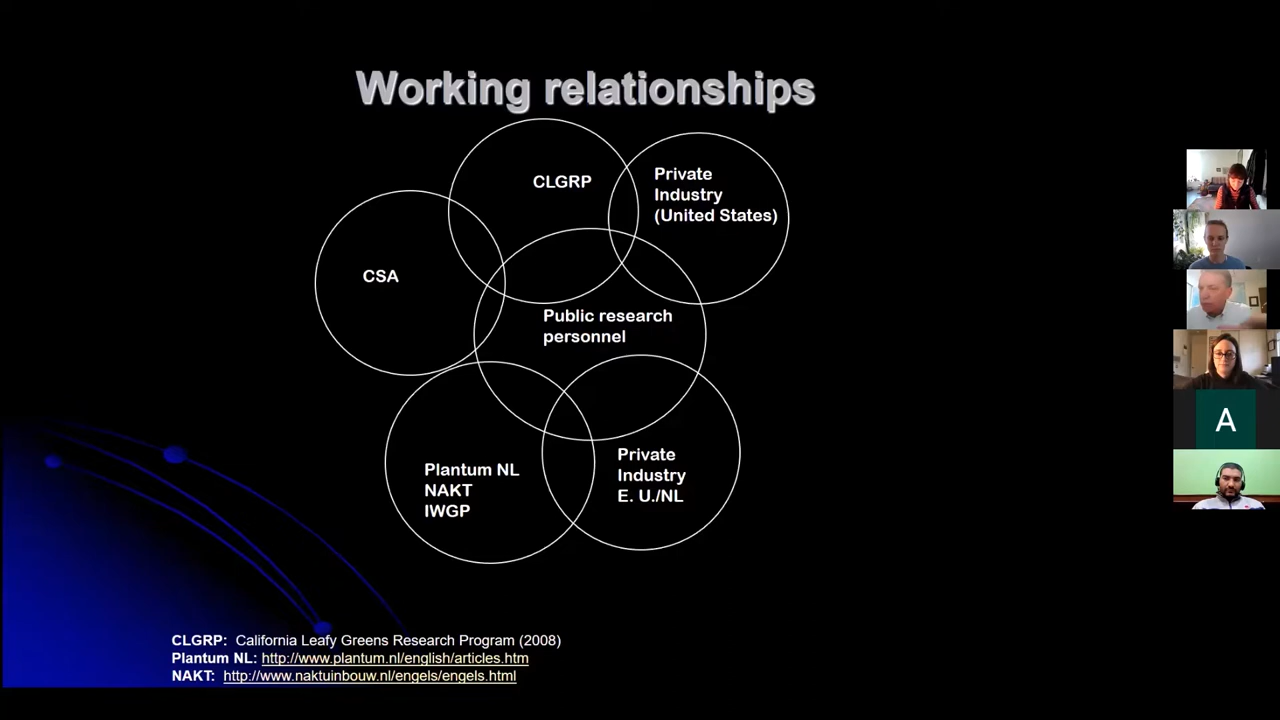 Working relationships
CLGRP
Private
Industry
(United States)
CSA
Public research
personnel
Plantum NL
NAKT
IWGP
Private
Industry
E. U./NL
A
CLGRP: California Leafy Greens Research Program (2008)
Plantum NL: http://www.plantum.nl/english/articles.htm
NAKT: http://www.naktuinbouw.nl/engels/engels.html